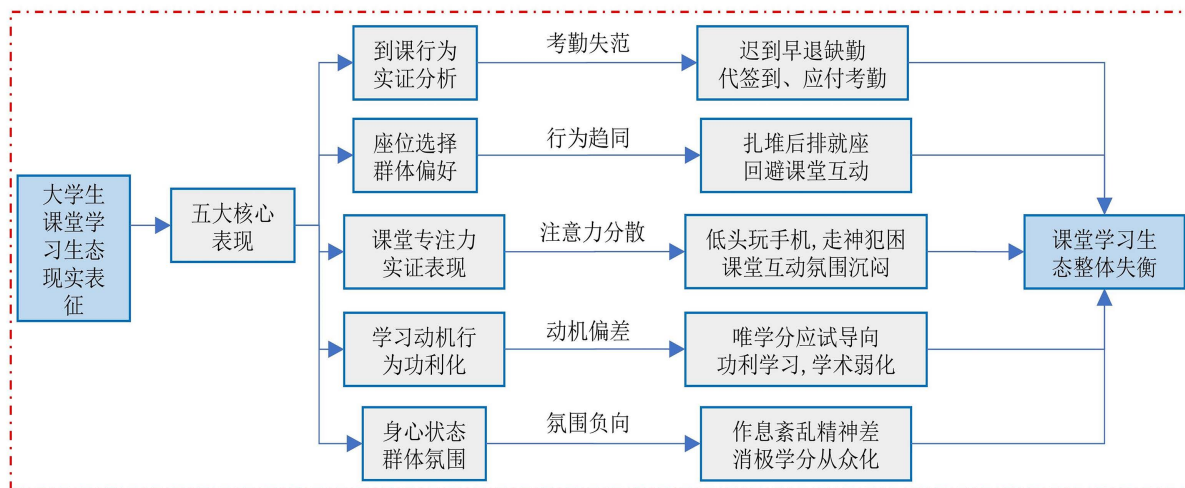 大学生
课堂学
习生态
现实表
征
五大核心
表现
到课行为
实证分析
考勤失范
迟到早退缺勤
代签到、应付考勤
座位选择
群体偏好
行为趋同
扎堆后排就座
回避课堂互动
课堂专注力
实证表现
注意力分散
低头玩手机,走神犯困
课堂互动氛围沉闷
学习动机行
为功利化
动机偏差
唯学分应试导向
功利学习,学术弱化
身心状态
群体氛围
氛围负向
作息紊乱精神差
消极学分从众化
课堂学习生
态整体失衡